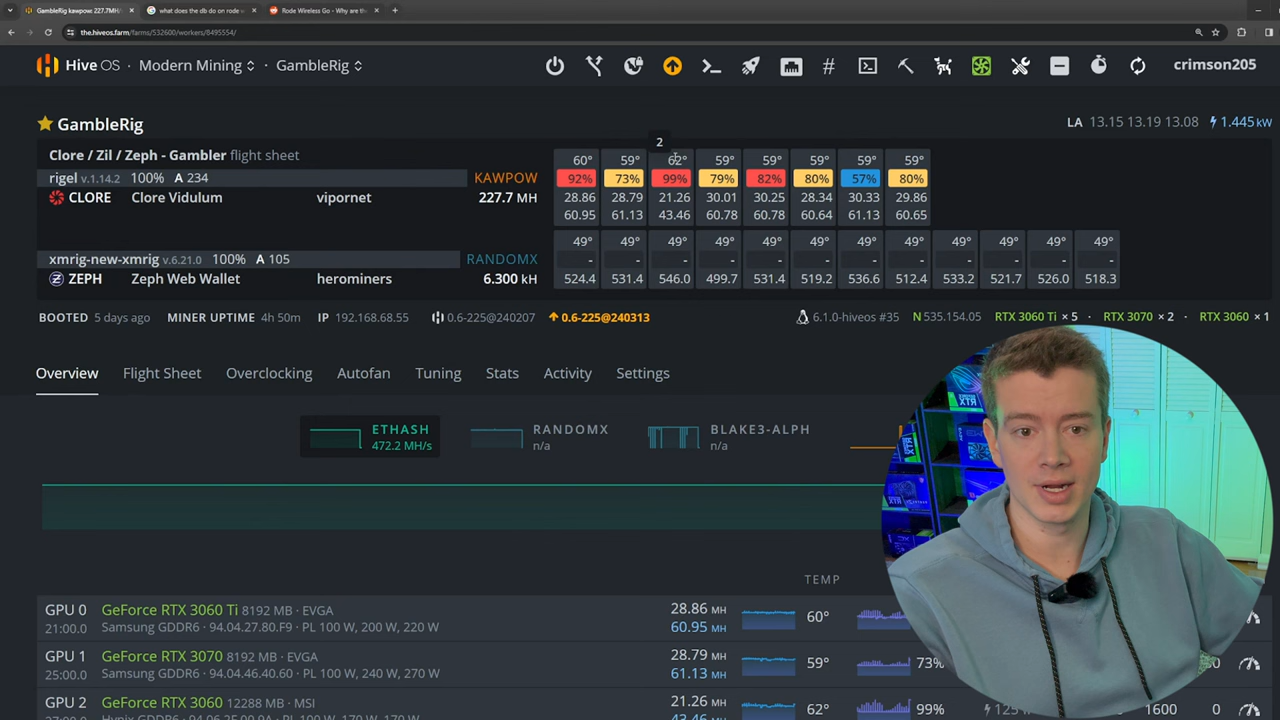 GambleRig kawpow: 227.7MH/
what does the db do on rode
Rode Wireless Go - Why are th
the.hiveos.farm/farms/532600/workers/8495554/
Hive OS Modern Mining GambleRig crimson205
GambleRig
LA 13.15 13.19 13.08 1.445 kW
2
Clore / Zil / Zeph - Gambler flight sheet
60° 59° 62° 59° 59° 59° 59° 59°
rigel v.1.14.2 100% A 234 KAWPOW 92% 73% 99% 79% 82% 80% 57% 80%
CLORE Clore Vidulum vipornet 227.7 MH 28.86 28.79 21.26 30.01 30.25 28.34 30.33 29.86
60.95 61.13 43.46 60.78 60.78 60.64 61.13 60.65
49° 49° 49° 49° 49° 49° 49° 49° 49° 49° 49° 49°
xmrig-new-xmrig v.6.21.0 100% A 105 RANDOMX - - - - - - - - - - - -
ZEPH Zeph Web Wallet herominers 6.300 kH 524.4 531.4 546.0 499.7 531.4 519.2 536.6 512.4 533.2 521.7 526.0 518.3
BOOTED 5 days ago MINER UPTIME 4h 50m IP 192.168.68.55 0.6-225@240207 0.6-225@240313 6.1.0-hiveos #35 N 535.154.05 RTX 3060 Ti × 5 · RTX 3070 × 2 · RTX 3060 × 1
Overview Flight Sheet Overclocking Autofan Tuning Stats Activity Settings
ETHASH
472.2 MH/s
RANDOMX
n/a
BLAKE3-ALPH
n/a
TEMP
GPU 0 GeForce RTX 3060 Ti 8192 MB · EVGA 28.86 MH 60°
21:00.0 Samsung GDDR6 · 94.04.27.80.F9 · PL 100 W, 200 W, 220 W 60.95 MH
GPU 1 GeForce RTX 3070 8192 MB · EVGA 28.79 MH 59° 73%
25:00.0 Samsung GDDR6 · 94.04.46.40.60 · PL 100 W, 240 W, 270 W 61.13 MH
GPU 2 GeForce RTX 3060 12288 MB · MSI 21.26 MH 62° 99% 1600 0